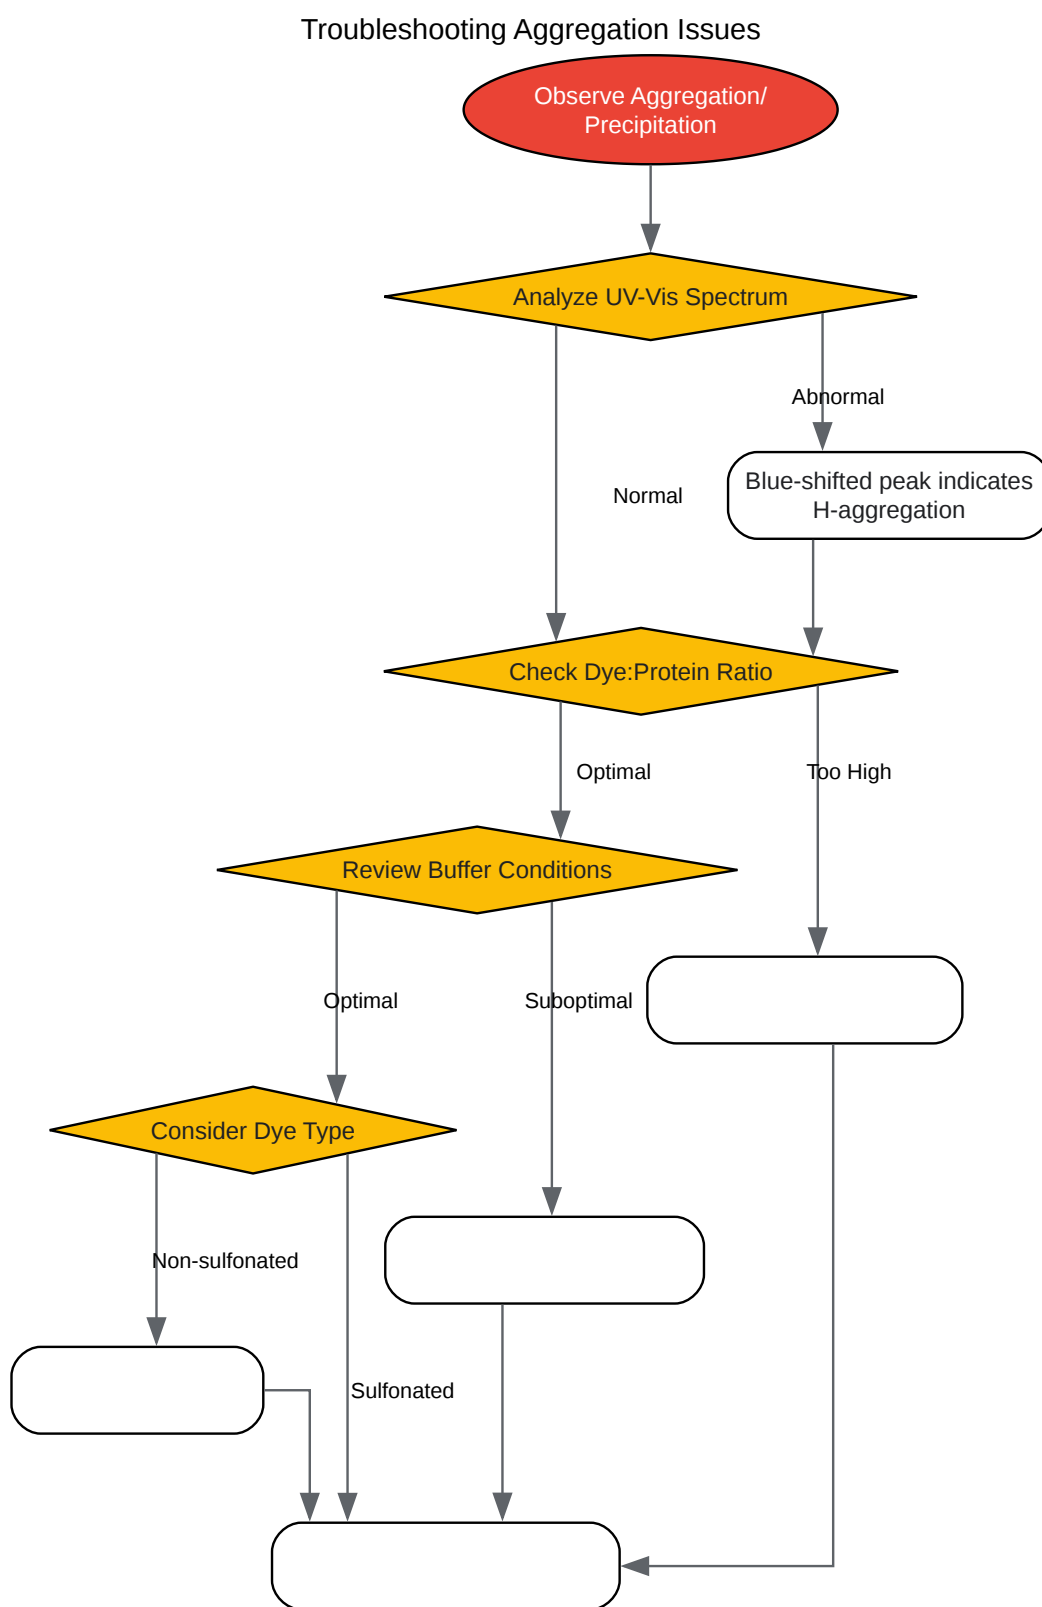 Troubleshooting Aggregation Issues
Observe Aggregation/
Precipitation
Analyze UV-Vis Spectrum
Abnormal
Normal
Blue-shifted peak indicates
H-aggregation
Check Dye:Protein Ratio
Optimal
Too High
Review Buffer Conditions
Optimal
Suboptimal
Consider Dye Type
Non-sulfonated
Sulfonated